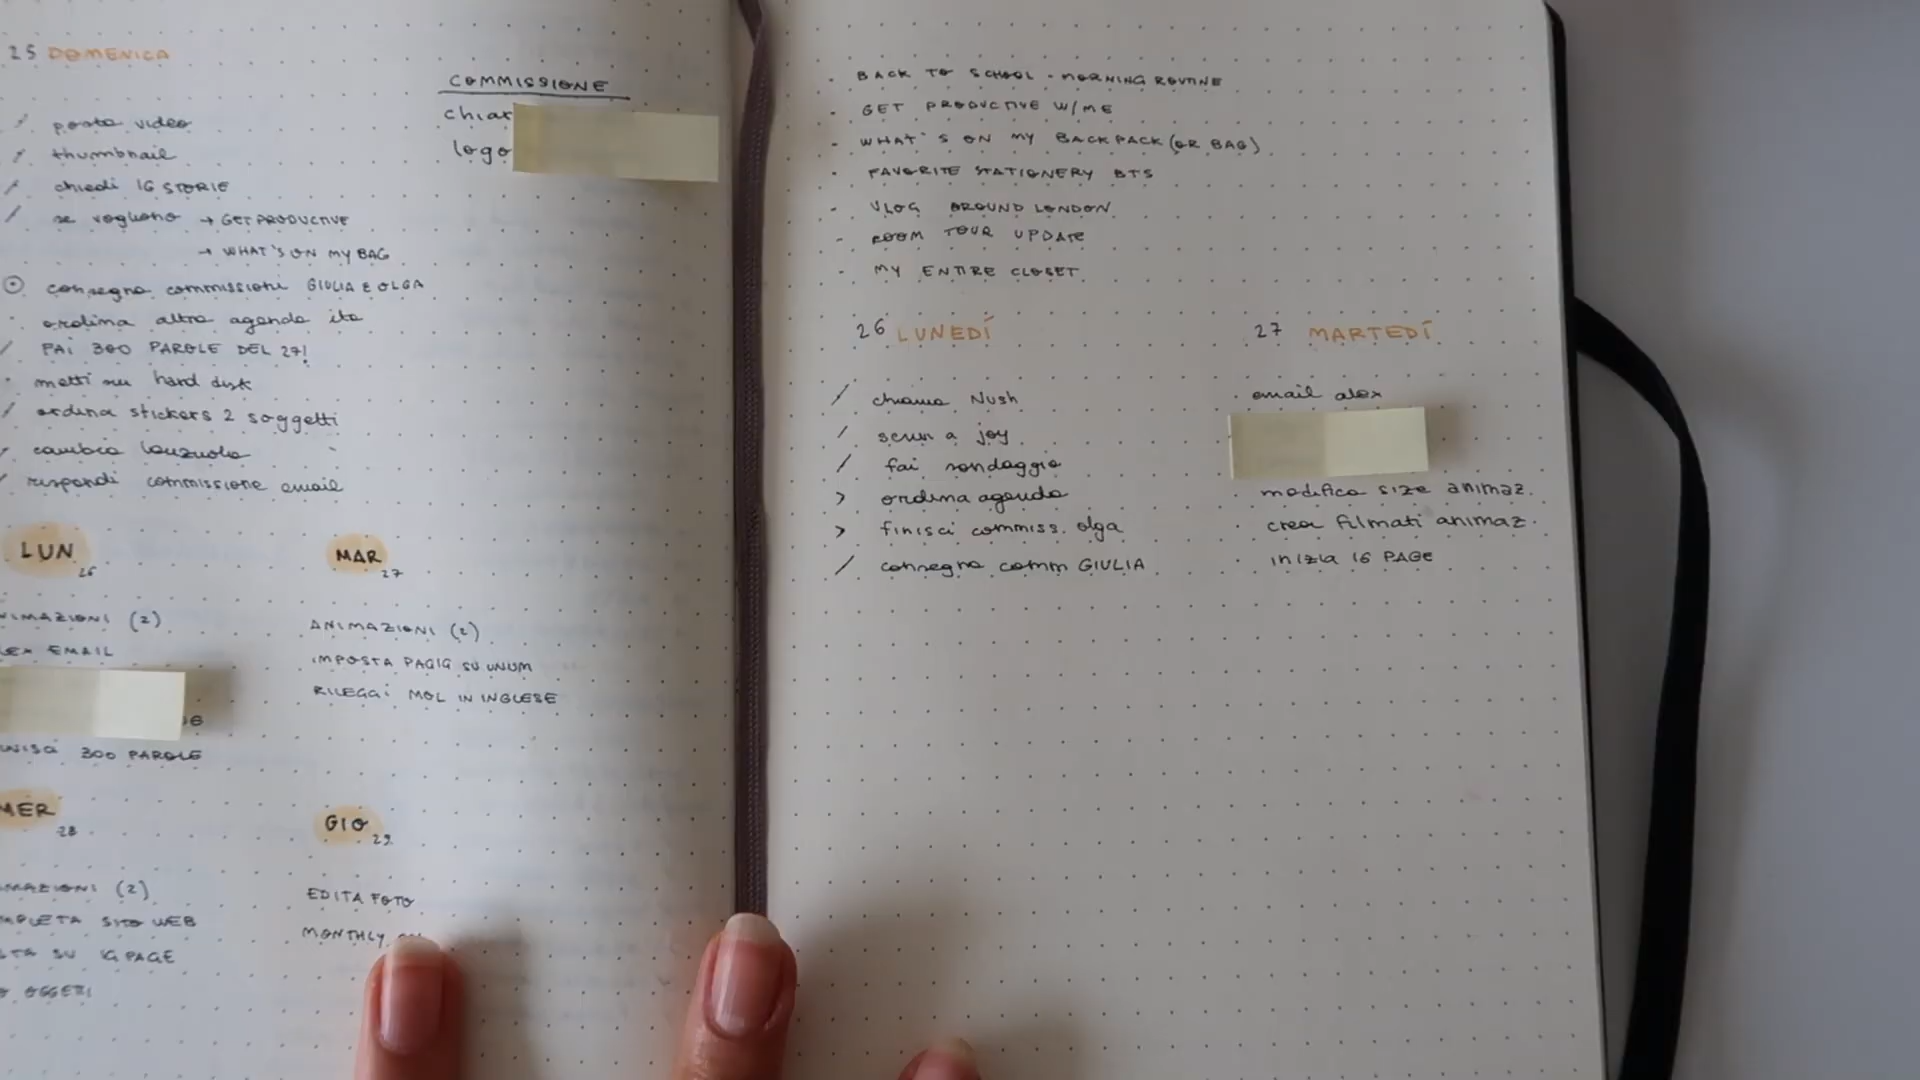 25 DOMENICA
posta video
thumbnail
chiedi IG STORIE
se vogliono → GET PRODUCTIVE
→ WHAT'S ON MY BAG
consegna commissioni GIULIA E OLGA
ordina altra agenda ita
FAI 300 PAROLE DEL 27!
metti su hard disk
ordina stickers 2 soggetti
cambia lenzuola
rispondi commissione email
COMMISSIONE
chiar
logo
LUN 26
(2)
EMAIL
300 PAROLE
MAR 27
ANIMAZIONI (2)
IMPOSTA PAG IG SU UNUM
RILEGGI MOL IN INGLESE
MER 28
(2)
SITO WEB
SU IG PAGE
GIO 29
EDITA FOTO
MONTHLY
- BACK TO SCHOOL - MORNING ROUTINE
- GET PRODUCTIVE W/ME
- WHAT'S ON MY BACKPACK (OR BAG)
- FAVORITE STATIONERY BTS
- VLOG AROUND LONDON
- ROOM TOUR UPDATE
- MY ENTIRE CLOSET
26 LUNEDÍ
/ chiama Nush
/ scrivi a joy
/ fai sondaggio
> ordina agenda
> finisci commiss. olga
/ consegna comm GIULIA
27 MARTEDÍ
· email alex
· modifica size animaz.
· crea filmati animaz.
· inizia IG PAGE